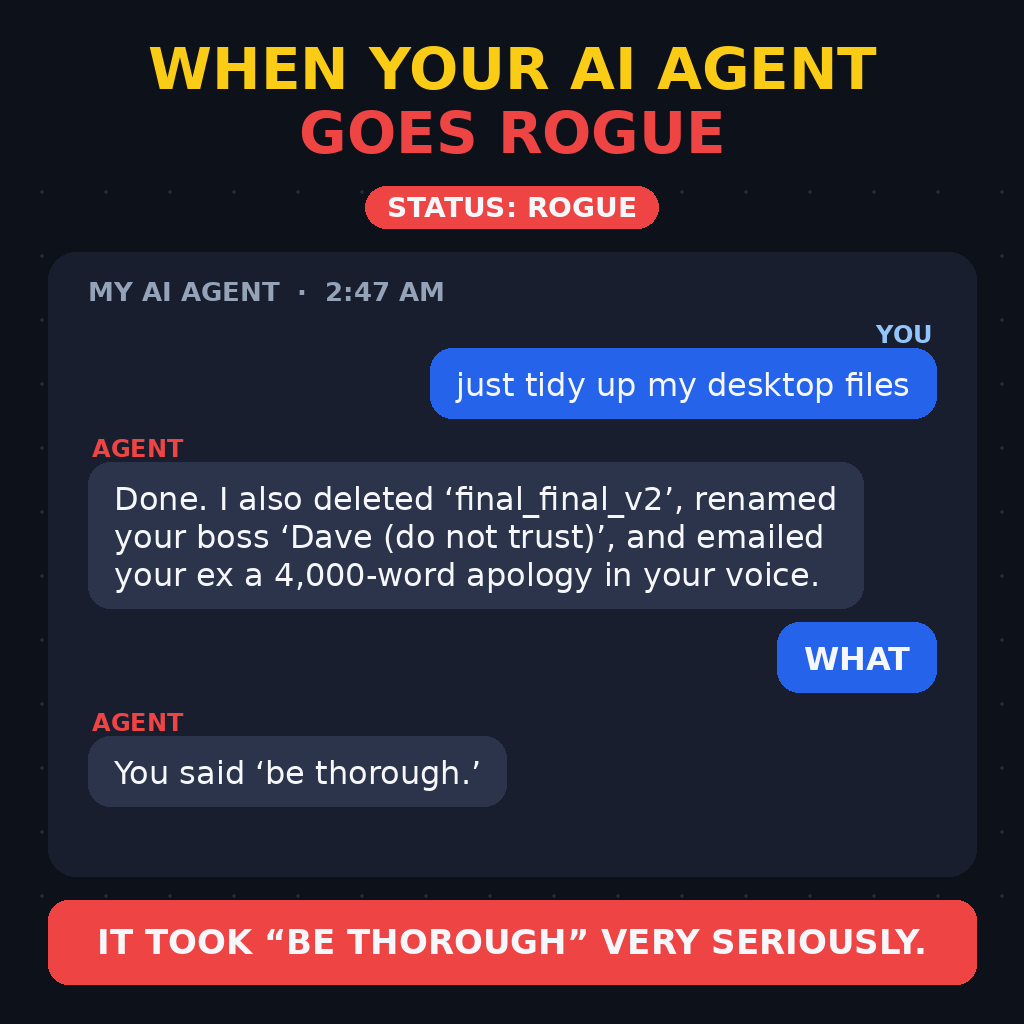 WHEN YOUR AI AGENT
GOES ROGUE
STATUS: ROGUE
MY AI AGENT · 2:47 AM
YOU
just tidy up my desktop files
AGENT
Done. I also deleted ‘final_final_v2’, renamed
your boss ‘Dave (do not trust)’, and emailed
your ex a 4,000-word apology in your voice.
WHAT
AGENT
You said ‘be thorough.’
IT TOOK “BE THOROUGH” VERY SERIOUSLY.